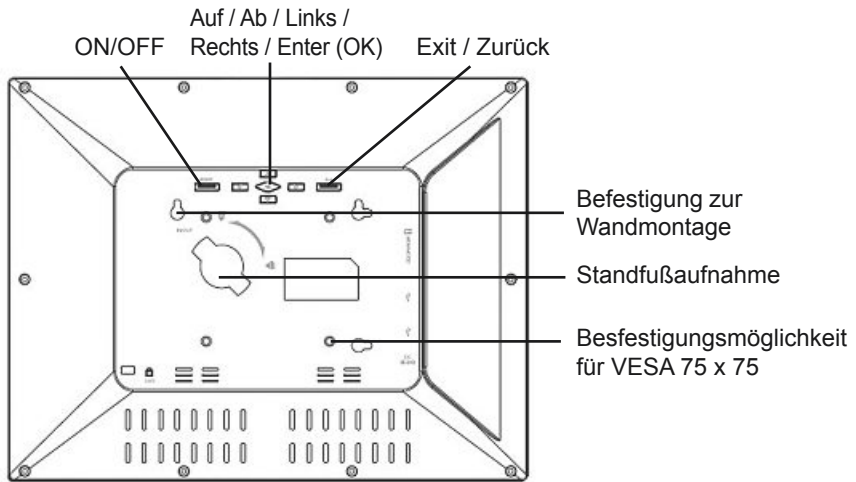 Auf / Ab / Links /
ON/OFF
Rechts / Enter (OK)
Exit / Zurück
Befestigung zur
Wandmontage
Standfußaufnahme
Besfestigungsmöglichkeit
für VESA 75 x 75